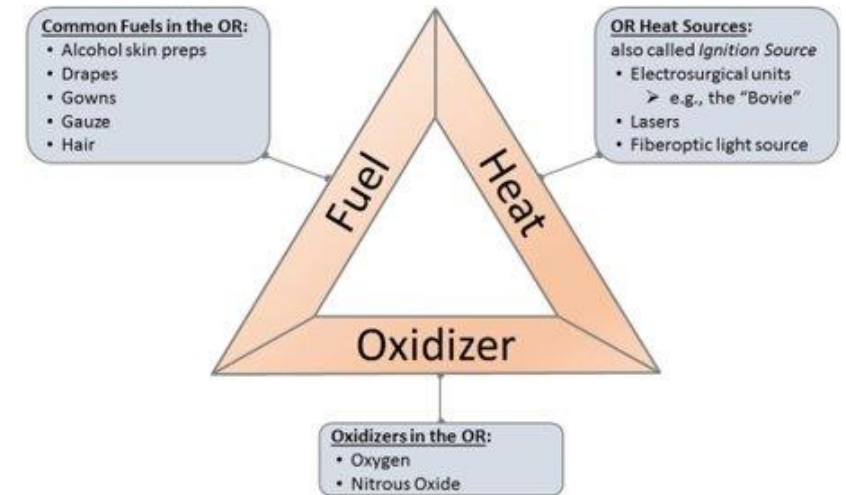 Common Fuels in the OR:
• Alcohol skin preps
• Drapes
• Gowns
• Gauze
• Hair
OR Heat Sources:
also called Ignition Source
• Electrosurgical units
➢ e.g., the “Bovie”
• Lasers
• Fiberoptic light source
Fuel
Heat
Oxidizer
Oxidizers in the OR:
• Oxygen
• Nitrous Oxide